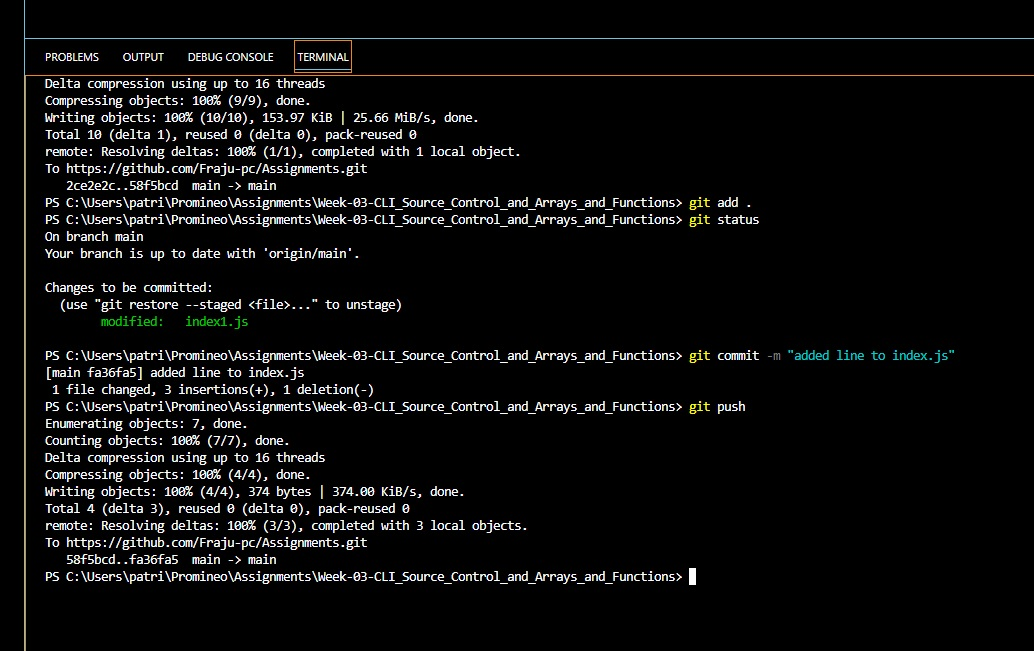 PROBLEMS OUTPUT DEBUG CONSOLE TERMINAL
Delta compression using up to 16 threads
Compressing objects: 100% (9/9), done.
Writing objects: 100% (10/10), 153.97 KiB | 25.66 MiB/s, done.
Total 10 (delta 1), reused 0 (delta 0), pack-reused 0
remote: Resolving deltas: 100% (1/1), completed with 1 local object.
To https://github.com/Fraju-pc/Assignments.git
   2ce2e2c..58f5bcd  main -> main
PS C:\Users\patri\Promineo\Assignments\Week-03-CLI_Source_Control_and_Arrays_and_Functions> git add .
PS C:\Users\patri\Promineo\Assignments\Week-03-CLI_Source_Control_and_Arrays_and_Functions> git status
On branch main
Your branch is up to date with 'origin/main'.

Changes to be committed:
  (use "git restore --staged <file>..." to unstage)
        modified:   index1.js

PS C:\Users\patri\Promineo\Assignments\Week-03-CLI_Source_Control_and_Arrays_and_Functions> git commit -m "added line to index.js"
[main fa36fa5] added line to index.js
 1 file changed, 3 insertions(+), 1 deletion(-)
PS C:\Users\patri\Promineo\Assignments\Week-03-CLI_Source_Control_and_Arrays_and_Functions> git push
Enumerating objects: 7, done.
Counting objects: 100% (7/7), done.
Delta compression using up to 16 threads
Compressing objects: 100% (4/4), done.
Writing objects: 100% (4/4), 374 bytes | 374.00 KiB/s, done.
Total 4 (delta 3), reused 0 (delta 0), pack-reused 0
remote: Resolving deltas: 100% (3/3), completed with 3 local objects.
To https://github.com/Fraju-pc/Assignments.git
   58f5bcd..fa36fa5  main -> main
PS C:\Users\patri\Promineo\Assignments\Week-03-CLI_Source_Control_and_Arrays_and_Functions>